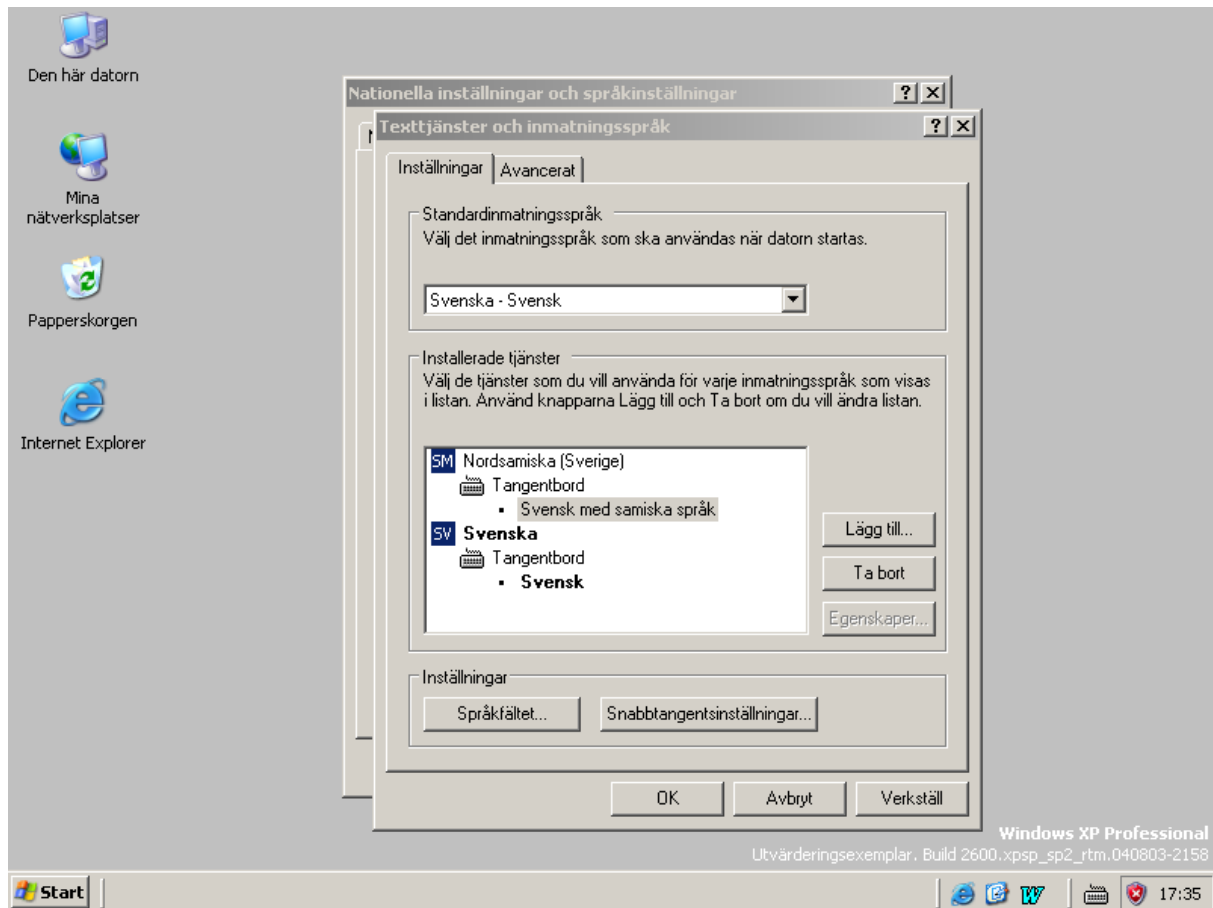 Den här datorn
Mina
nätverksplatser
Papperskorgen
Internet Explorer
Nationella inställningar och språkinställningar
Texttjänster och inmatningsspråk
Inställningar
Avancerat
Standardinmatningsspråk
Välj det inmatningsspråk som ska användas när datorn startas.
Svenska - Svensk
Installerade tjänster
Välj de tjänster som du vill använda för varje inmatningsspråk som visas
i listan. Använd knapparna Lägg till och Ta bort om du vill ändra listan.
SM Nordsamiska (Sverige)
Tangentbord
Svensk med samiska språk
SV Svenska
Tangentbord
Svensk
Lägg till...
Ta bort
Egenskaper...
Inställningar
Språkfältet...
Snabbtangentsinställningar...
OK
Avbryt
Verkställ
Windows XP Professional
Utvärderingsexemplar. Build 2600.xpsp_sp2_rtm.040803-2158
Start
17:35